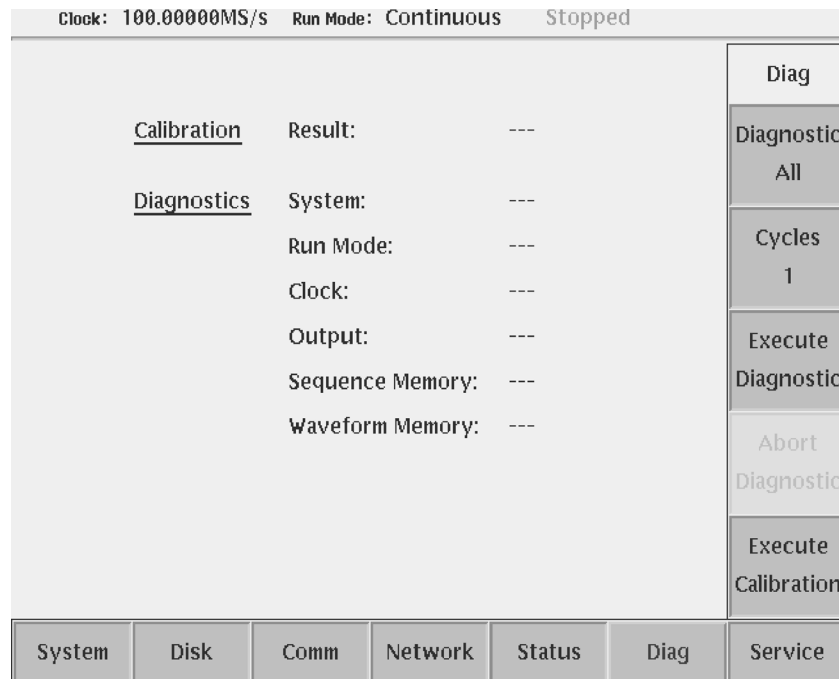 Clock: 100.00000MS/s Run Mode: Continuous Stopped
Diag
Calibration Result: ---
Diagnostic
All
Diagnostics System: ---
Run Mode: ---
Cycles
1
Clock: ---
Output: ---
Execute
Diagnostic
Sequence Memory: ---
Waveform Memory: ---
Abort
Diagnostic
Execute
Calibration
System Disk Comm Network Status Diag Service